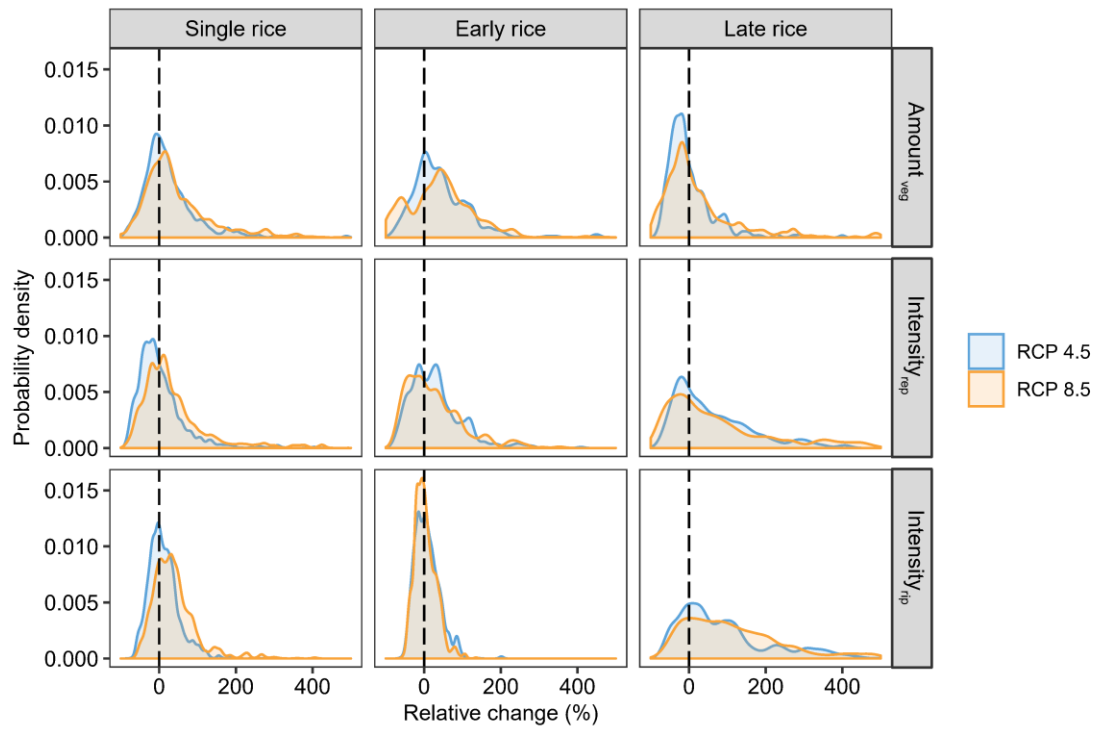 Single rice Early rice Late rice
0.015
0.010
0.005
0.000
Amount veg
0.015
0.010
0.005
0.000
Intensity rep
0.015
0.010
0.005
0.000
Intensity rip
Probability density
0 200 400 0 200 400 0 200 400
Relative change (%)
RCP 4.5
RCP 8.5